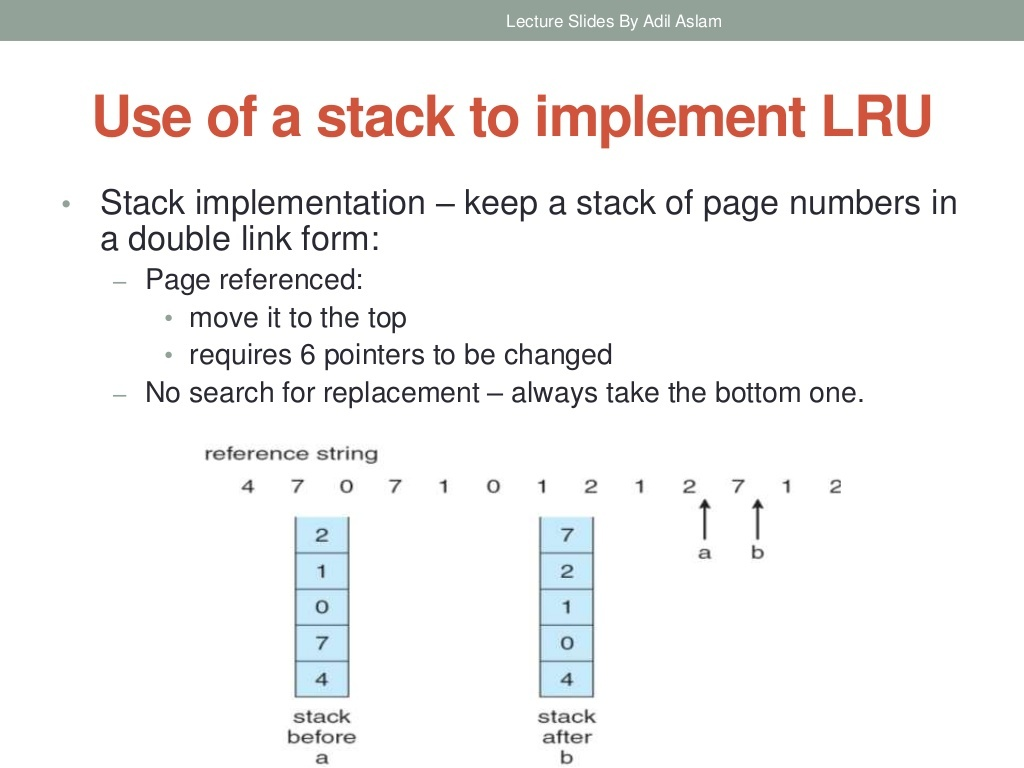 Lecture Slides By Adil Aslam
Use of a stack to implement LRU
• Stack implementation – keep a stack of page numbers in
a double link form:
– Page referenced:
• move it to the top
• requires 6 pointers to be changed
– No search for replacement – always take the bottom one.
reference string
4 7 0 7 1 0 1 2 1 2 7 1 2
a b
2
1
0
7
4
stack
before
a
7
2
1
0
4
stack
after
b